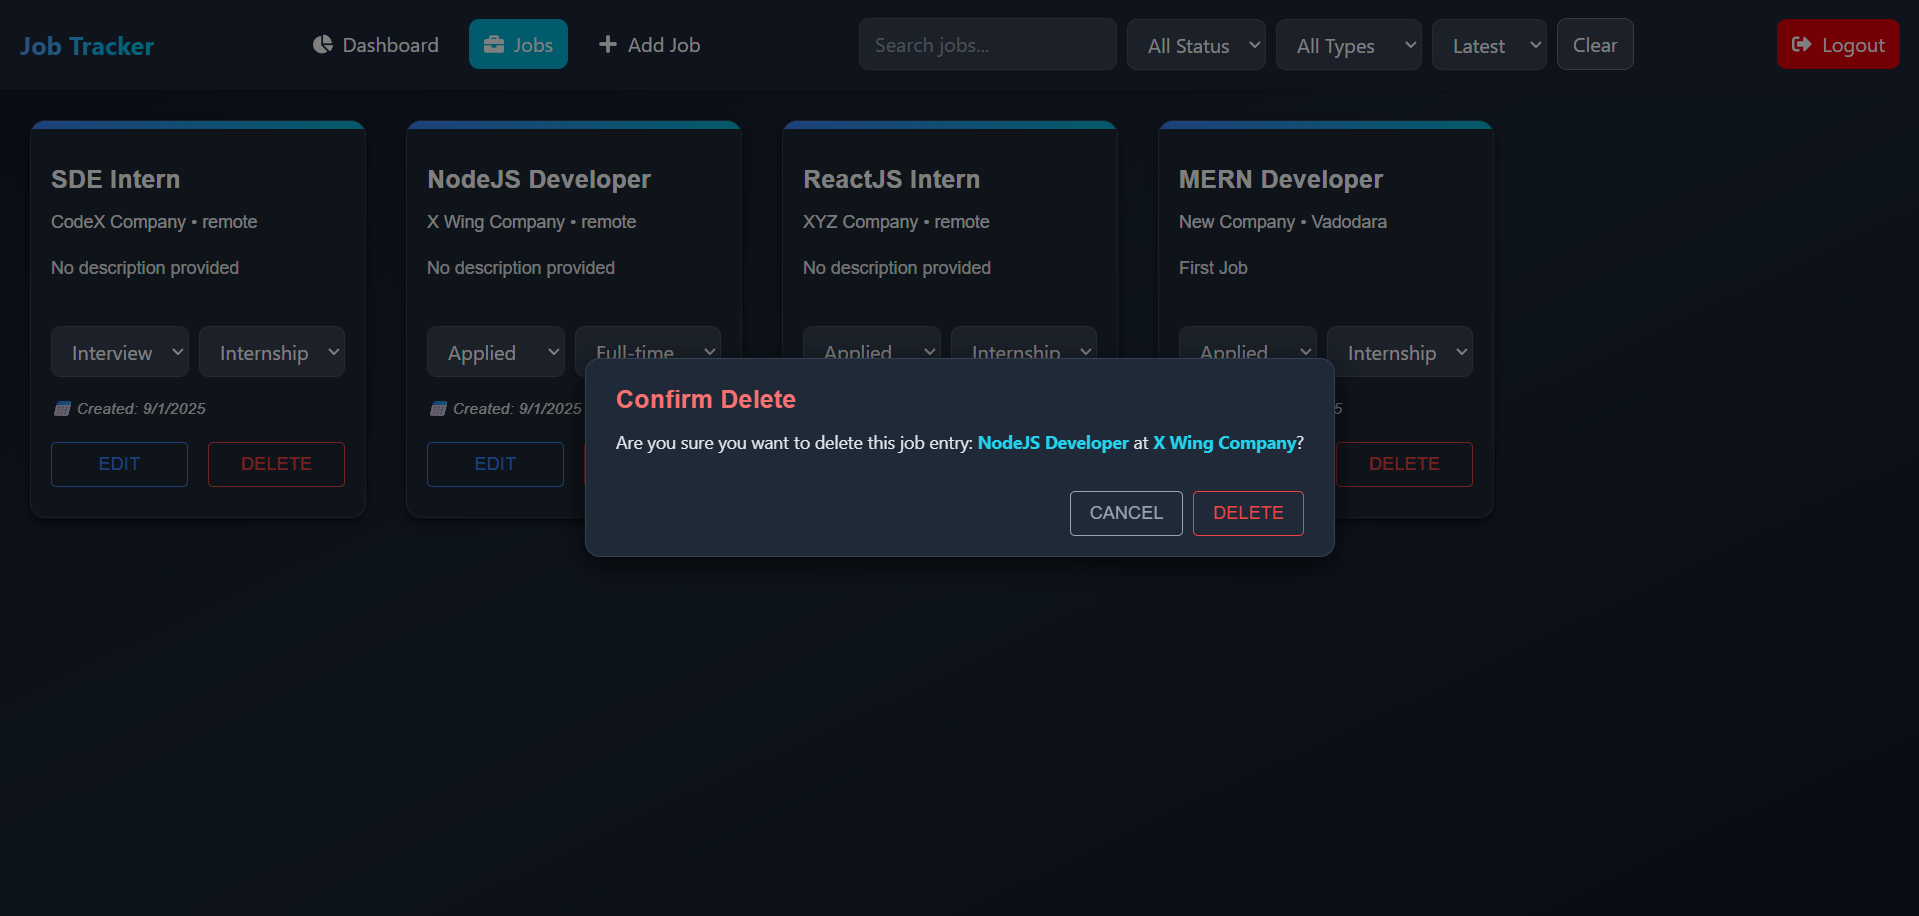 Job Tracker
Dashboard
Jobs
Add Job
Search jobs...
All Status
All Types
Latest
Clear
Logout
SDE Intern
CodeX Company • remote
No description provided
Interview
Internship
Created: 9/1/2025
EDIT
DELETE
NodeJS Developer
X Wing Company • remote
No description provided
Applied
Full-time
Created: 9/1/2025
EDIT
ReactJS Intern
XYZ Company • remote
No description provided
Applied
Internship
MERN Developer
New Company • Vadodara
First Job
Applied
Internship
5
DELETE
Confirm Delete
Are you sure you want to delete this job entry: NodeJS Developer at X Wing Company?
CANCEL
DELETE